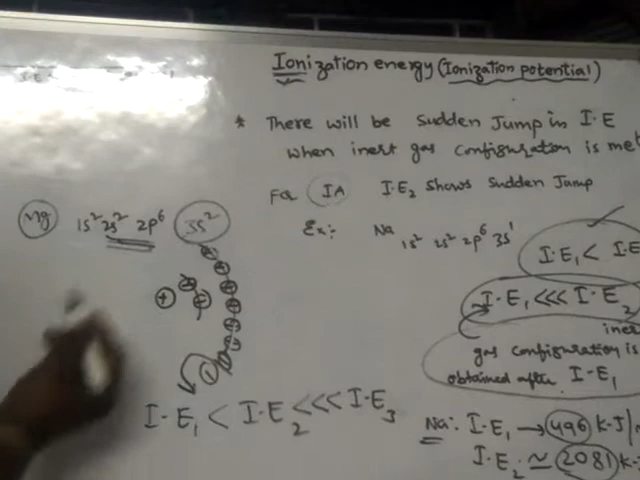 Ionization energy (Ionization potential)
* There will be Sudden Jump in I.E
when inert gas configuration is met
For IA I.E₂ shows Sudden Jump
Ex: Na 1s² 2s² 2p⁶ 3s¹
Mg 1s² 2s² 2p⁶ 3s²
I.E₁ < I.E
I.E₁ <<< I.E₂
iner
gas configuration is
obtained after I.E₁
I.E₁ < I.E₂ <<< I.E₃
Na: I.E₁ → 496 KJ/
I.E₂ ≃ 2081 K